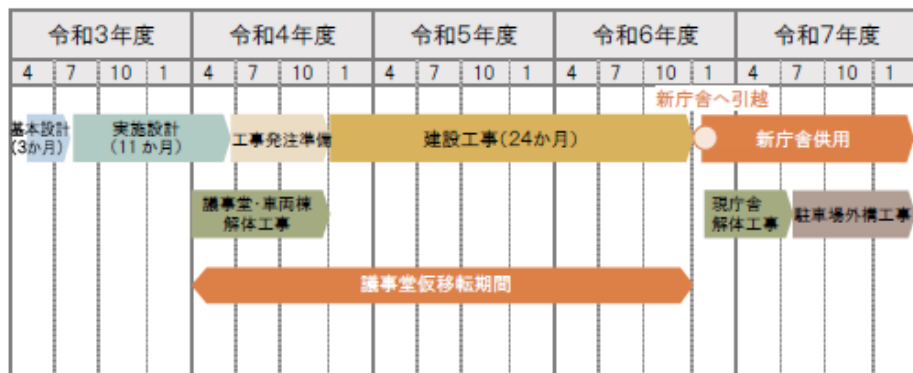 令和3年度 令和4年度 令和5年度 令和6年度 令和7年度
4 7 10 1 4 7 10 1 4 7 10 1 4 7 10 1 4 7 10 1
新庁舎へ引越
基本設計
(3か月)
実施設計
(11か月)
工事発注準備
建設工事(24か月)
新庁舎供用
議事堂・車両棟
解体工事
現庁舎
解体工事
駐車場外構工事
議事堂仮移転期間